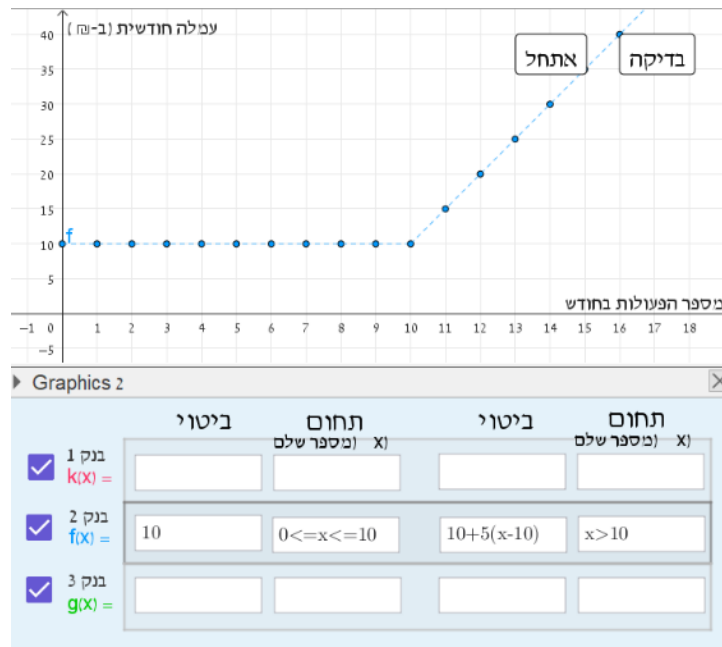 עמלה חודשית (ב-₪)
40
35
30
25
20
15
10
5
−5
אתחל
בדיקה
f
מספר הפעולות בחודש
−1 0 1 2 3 4 5 6 7 8 9 10 11 12 13 14 15 16 17 18
Graphics 2
ביטוי
תחום
(מספר שלם X)
ביטוי
תחום
(מספר שלם X)
בנק 1
k(x) =
בנק 2
f(x) =
10
0<=x<=10
10+5(x-10)
x>10
בנק 3
g(x) =